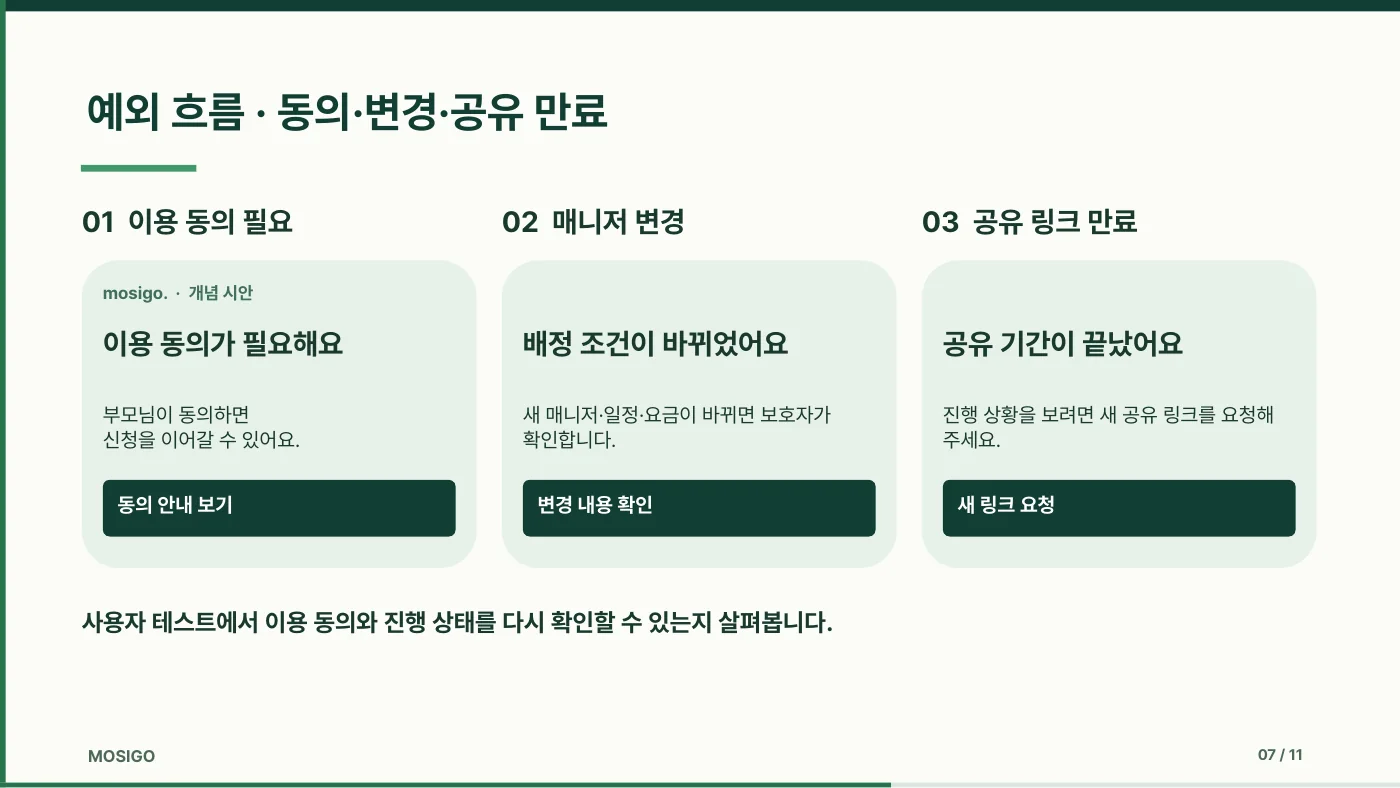 예외 흐름 · 동의·변경·공유 만료
01 이용 동의 필요
02 매니저 변경
03 공유 링크 만료
mosigo. · 개념 시안
이용 동의가 필요해요
부모님이 동의하면
신청을 이어갈 수 있어요.
동의 안내 보기
배정 조건이 바뀌었어요
새 매니저·일정·요금이 바뀌면 보호자가
확인합니다.
변경 내용 확인
공유 기간이 끝났어요
진행 상황을 보려면 새 공유 링크를 요청해
주세요.
새 링크 요청
사용자 테스트에서 이용 동의와 진행 상태를 다시 확인할 수 있는지 살펴봅니다.
MOSIGO
07 / 11